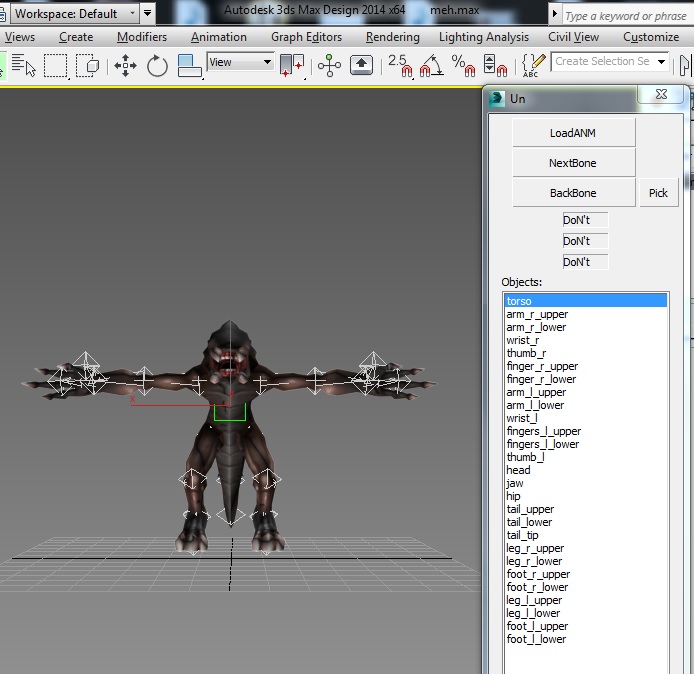 Workspace: Default
Autodesk 3ds Max Design 2014 x64
meh.max
Type a keyword or phrase
Views
Create
Modifiers
Animation
Graph Editors
Rendering
Lighting Analysis
Civil View
Customize
View
2.5
%
ABC
Create Selection Se
Un
LoadANM
NextBone
BackBone
Pick
DoN't
DoN't
DoN't
Objects:
torso
arm_r_upper
arm_r_lower
wrist_r
thumb_r
finger_r_upper
finger_r_lower
arm_l_upper
arm_l_lower
wrist_l
fingers_l_upper
fingers_l_lower
thumb_l
head
jaw
hip
tail_upper
tail_lower
tail_tip
leg_r_upper
leg_r_lower
foot_r_upper
foot_r_lower
leg_l_upper
leg_l_lower
foot_l_upper
foot_l_lower
x